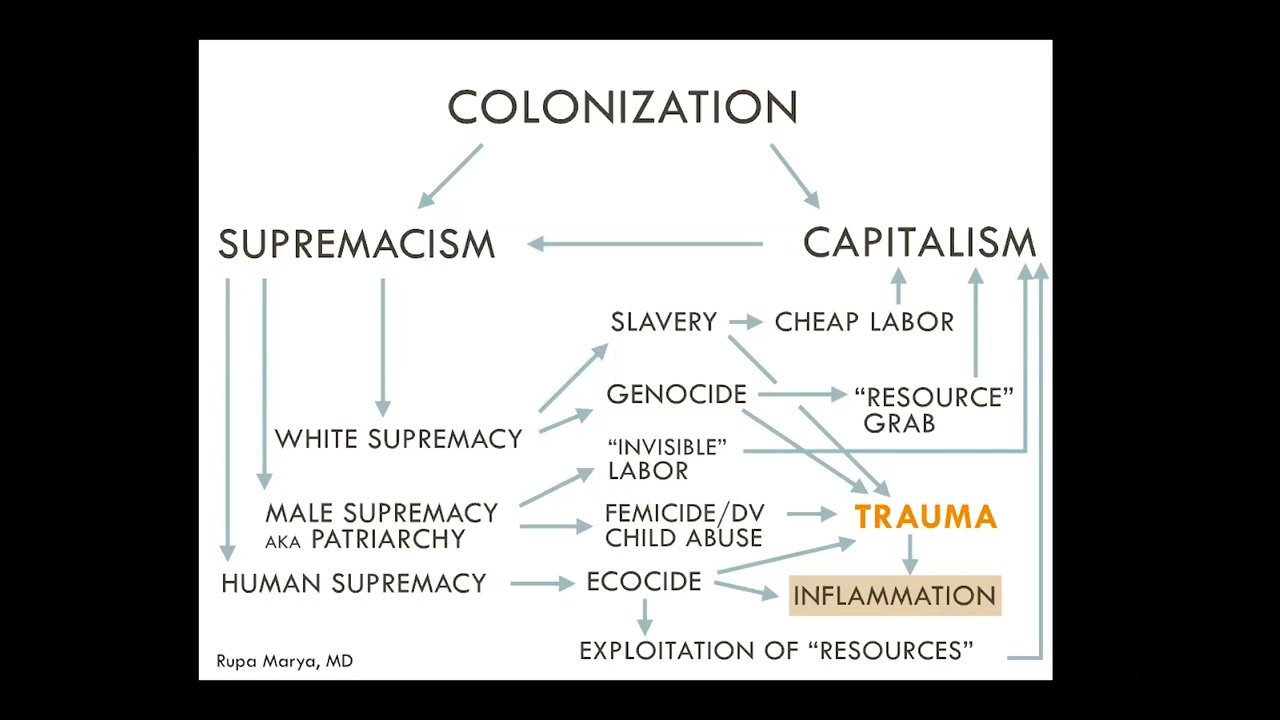 COLONIZATION
SUPREMACISM
CAPITALISM
SLAVERY
CHEAP LABOR
GENOCIDE
“RESOURCE”
GRAB
WHITE SUPREMACY
“INVISIBLE”
LABOR
MALE SUPREMACY
AKA PATRIARCHY
FEMICIDE/DV
CHILD ABUSE
TRAUMA
HUMAN SUPREMACY
ECOCIDE
INFLAMMATION
EXPLOITATION OF “RESOURCES”
Rupa Marya, MD